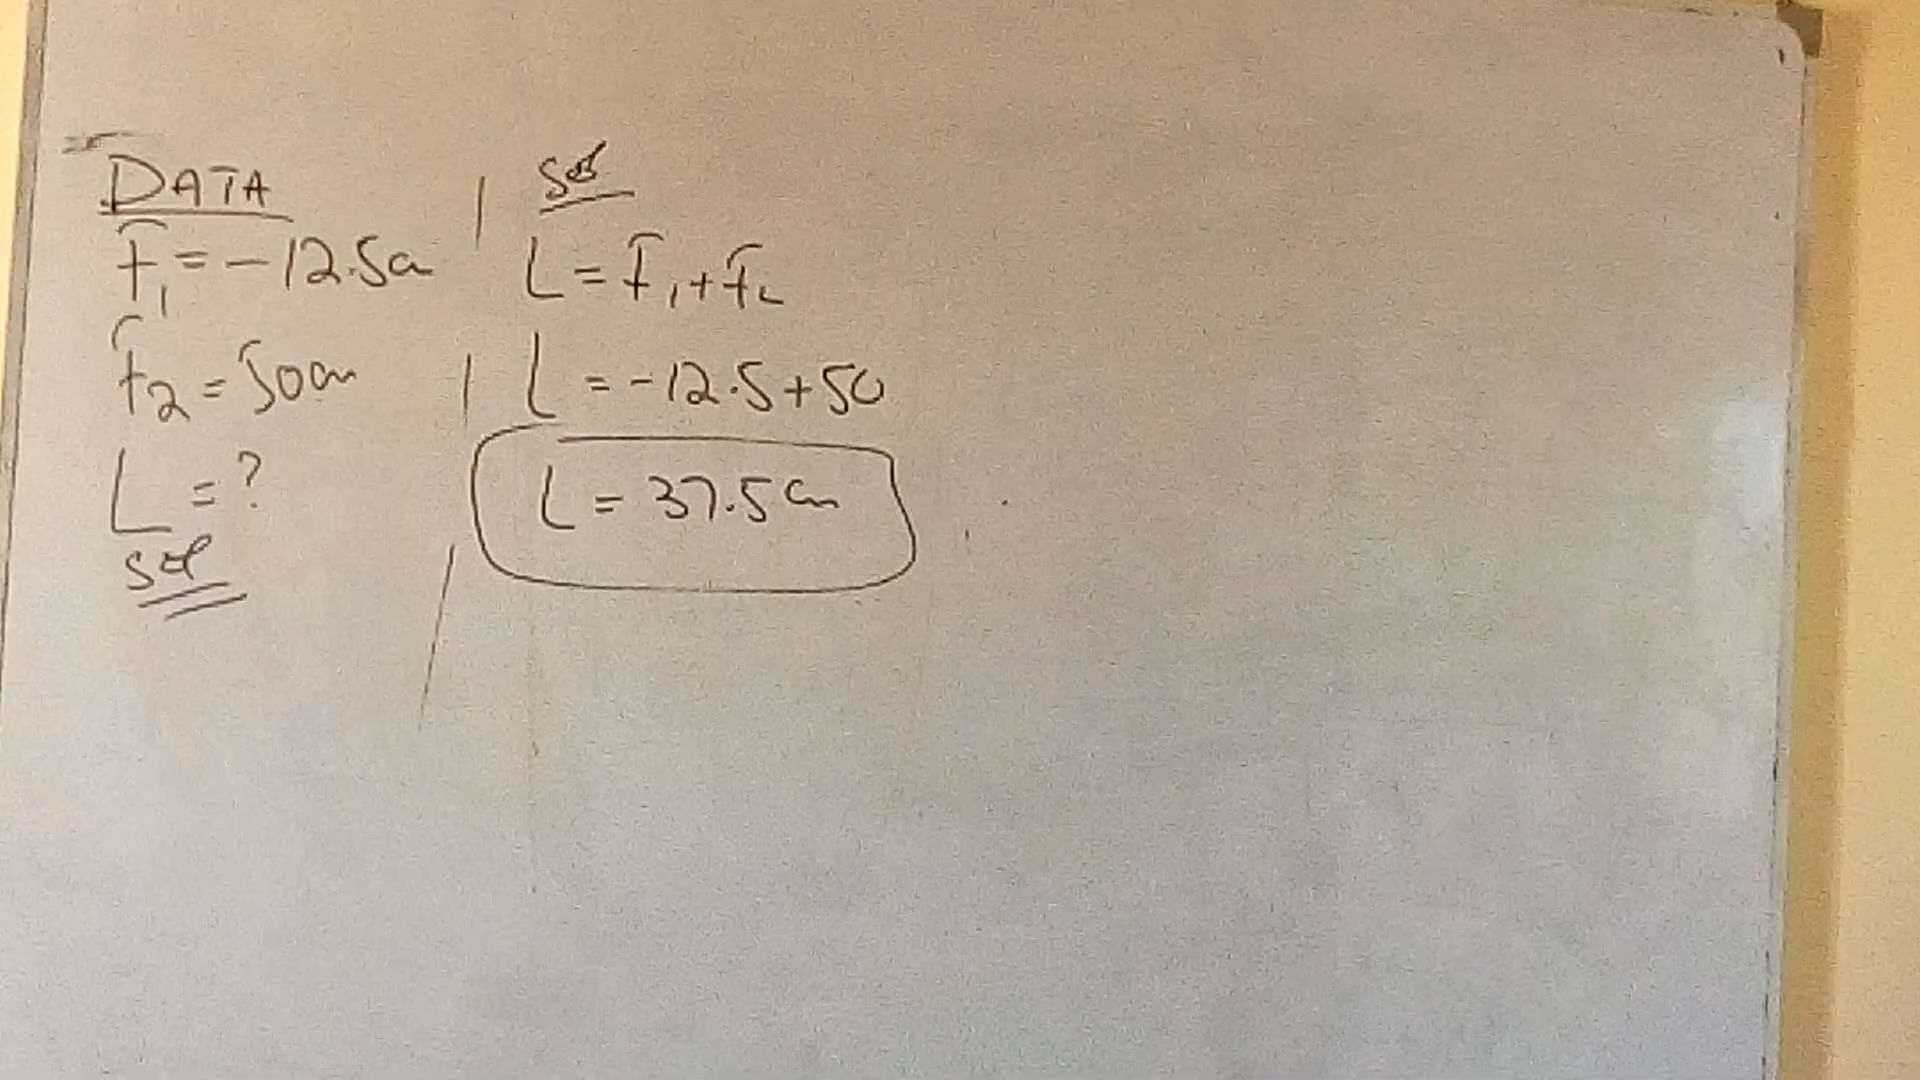 DATA
F₁ = -12.5cm
F₂ = 50cm
L = ?
Sol
Sol
L = F₁ + F₂
L = -12.5 + 50
L = 37.5cm